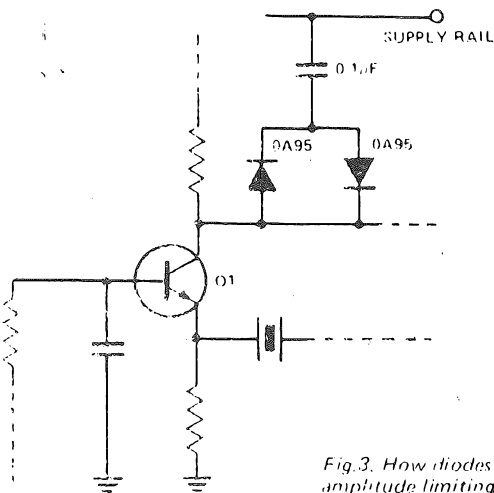 SUPPLY RAIL
0.1µF
0A95
0A95
Q1
Fig.3. How diodes
amplitude limiting